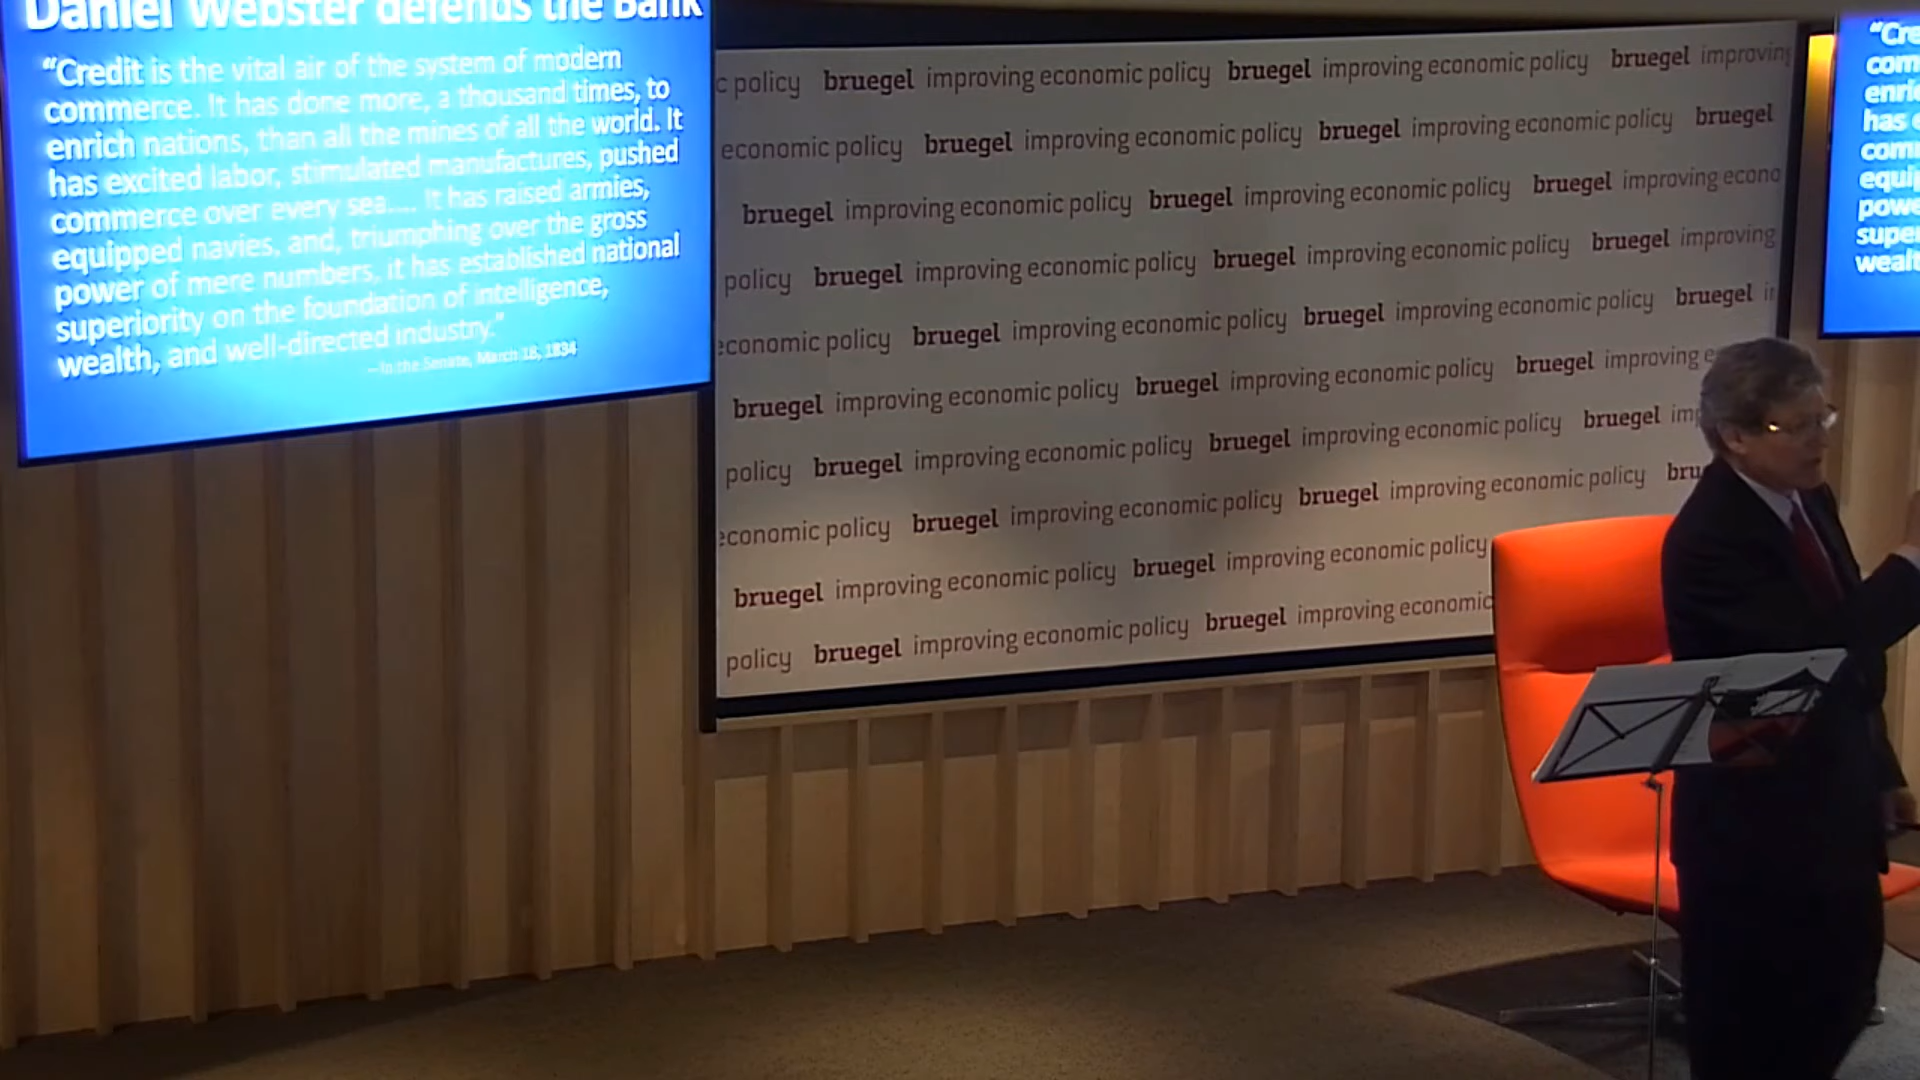 Daniel Webster defends the Bank
“Credit is the vital air of the system of modern
commerce. It has done more, a thousand times, to
enrich nations, than all the mines of all the world. It
has excited labor, stimulated manufactures, pushed
commerce over every sea.... It has raised armies,
equipped navies, and, triumphing over the gross
power of mere numbers, it has established national
superiority on the foundation of intelligence,
wealth, and well-directed industry.”
—In the Senate, March 18, 1834
c policy bruegel improving economic policy bruegel improving economic policy bruegel improving
economic policy bruegel improving economic policy bruegel improving economic policy bruegel
bruegel improving economic policy bruegel improving economic policy bruegel improving econo
policy bruegel improving economic policy bruegel improving economic policy bruegel improving
economic policy bruegel improving economic policy bruegel improving economic policy bruegel i
bruegel improving economic policy bruegel improving economic policy bruegel improving e
policy bruegel improving economic policy bruegel improving economic policy bruegel im
economic policy bruegel improving economic policy bruegel improving economic policy bru
bruegel improving economic policy bruegel improving economic policy
policy bruegel improving economic policy bruegel improving economic
“Cre
com
enri
has e
com
equi
powe
supe
wealt